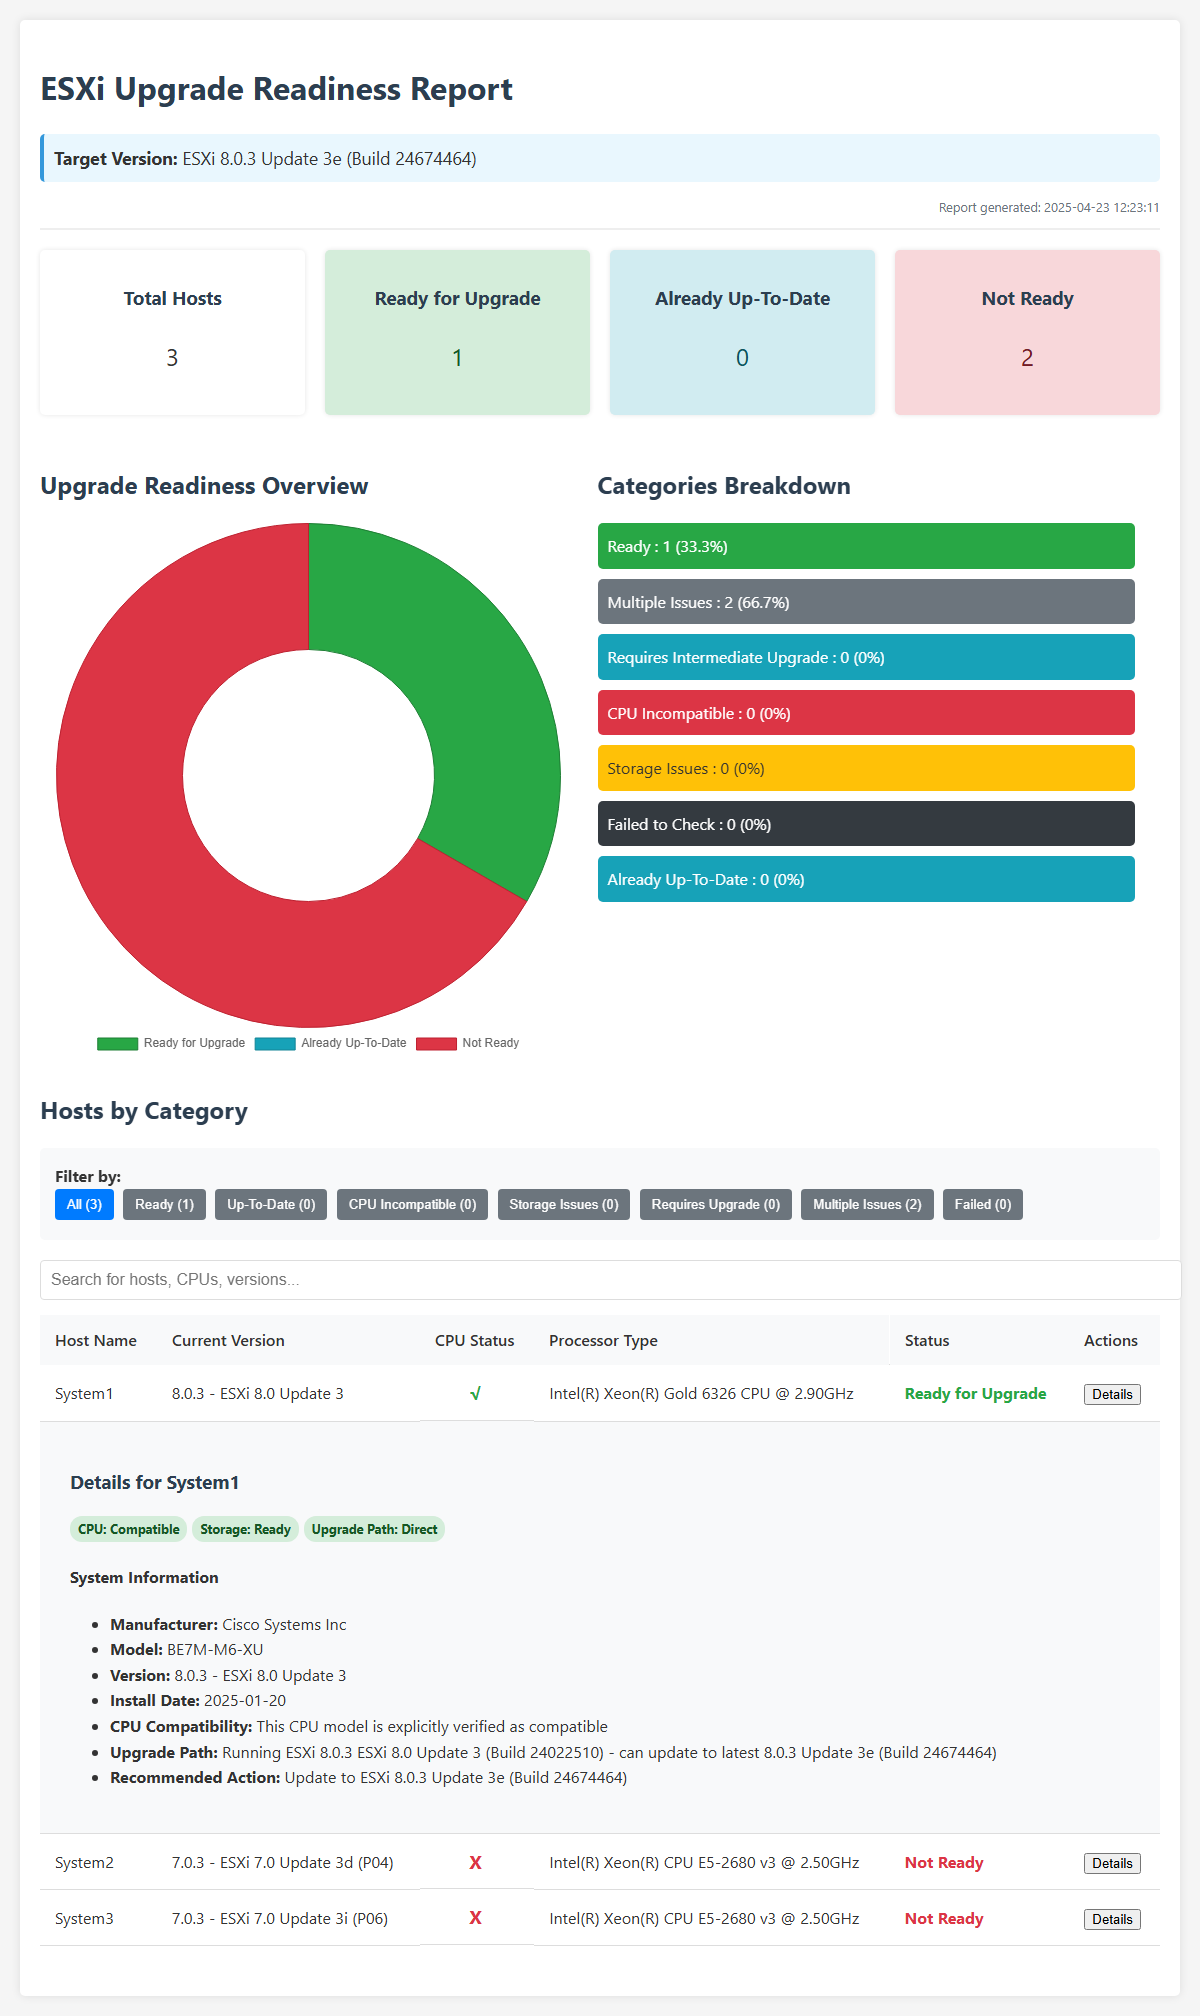 ESXi Upgrade Readiness Report
Target Version: ESXi 8.0.3 Update 3e (Build 24674464)
Report generated: 2025-04-23 12:23:11
Total Hosts
3
Ready for Upgrade
1
Already Up-To-Date
0
Not Ready
2
Upgrade Readiness Overview
Ready for Upgrade Already Up-To-Date Not Ready
Categories Breakdown
Ready : 1 (33.3%)
Multiple Issues : 2 (66.7%)
Requires Intermediate Upgrade : 0 (0%)
CPU Incompatible : 0 (0%)
Storage Issues : 0 (0%)
Failed to Check : 0 (0%)
Already Up-To-Date : 0 (0%)
Hosts by Category
Filter by:
All (3) Ready (1) Up-To-Date (0) CPU Incompatible (0) Storage Issues (0) Requires Upgrade (0) Multiple Issues (2) Failed (0)
Search for hosts, CPUs, versions...
Host Name Current Version CPU Status Processor Type Status Actions
System1 8.0.3 - ESXi 8.0 Update 3 √ Intel(R) Xeon(R) Gold 6326 CPU @ 2.90GHz Ready for Upgrade Details
Details for System1
CPU: Compatible Storage: Ready Upgrade Path: Direct
System Information
• Manufacturer: Cisco Systems Inc
• Model: BE7M-M6-XU
• Version: 8.0.3 - ESXi 8.0 Update 3
• Install Date: 2025-01-20
• CPU Compatibility: This CPU model is explicitly verified as compatible
• Upgrade Path: Running ESXi 8.0.3 ESXi 8.0 Update 3 (Build 24022510) - can update to latest 8.0.3 Update 3e (Build 24674464)
• Recommended Action: Update to ESXi 8.0.3 Update 3e (Build 24674464)
System2 7.0.3 - ESXi 7.0 Update 3d (P04) X Intel(R) Xeon(R) CPU E5-2680 v3 @ 2.50GHz Not Ready Details
System3 7.0.3 - ESXi 7.0 Update 3i (P06) X Intel(R) Xeon(R) CPU E5-2680 v3 @ 2.50GHz Not Ready Details